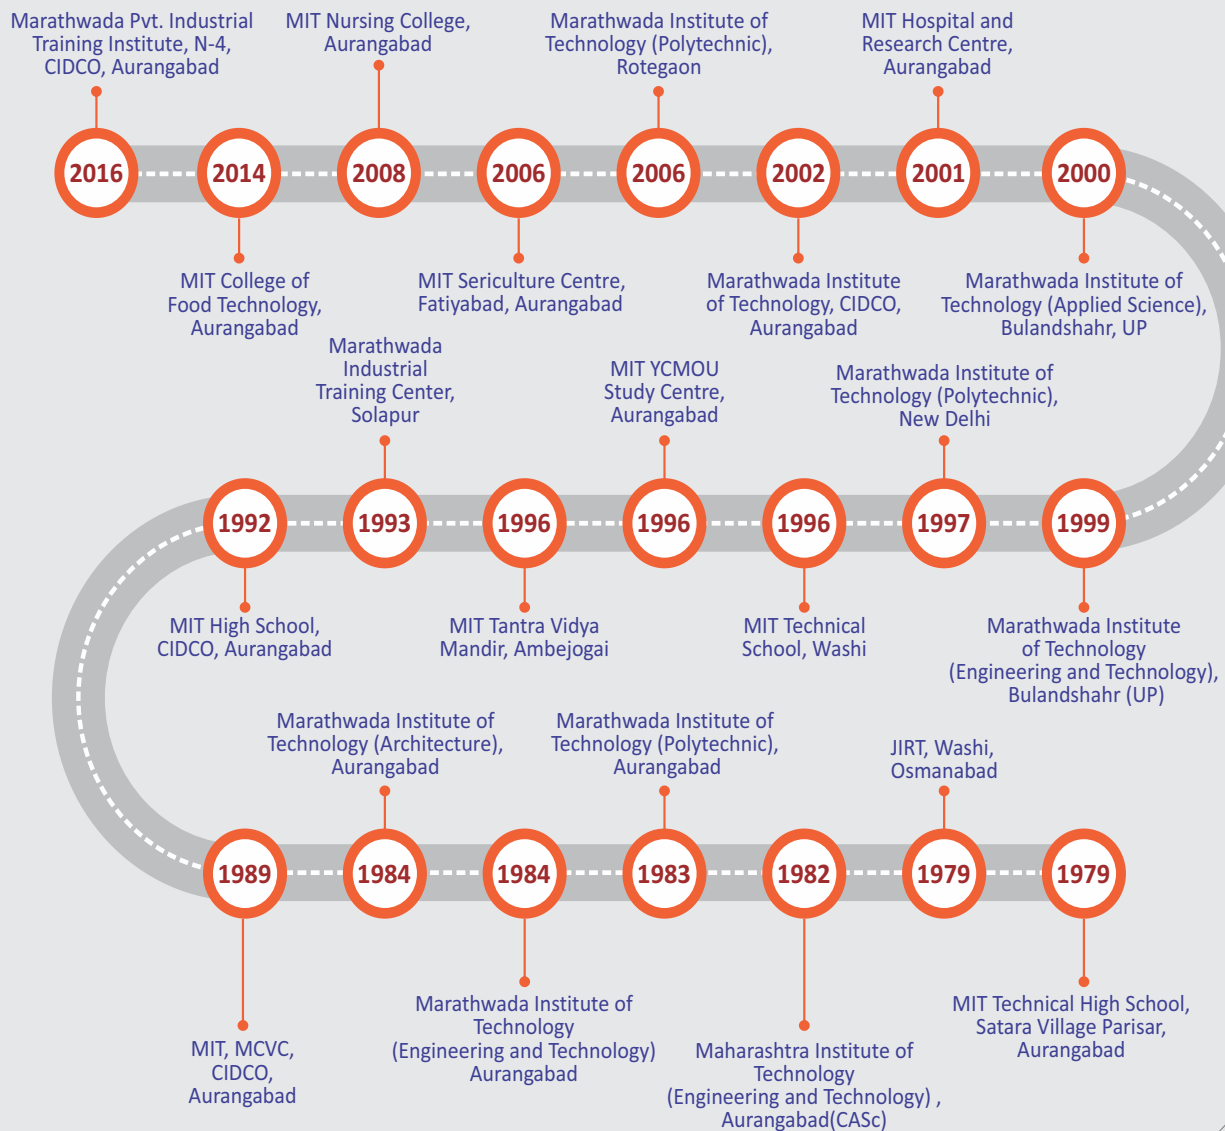 Marathwada Pvt. Industrial
Training Institute, N-4,
CIDCO, Aurangabad
MIT Nursing College,
Aurangabad
Marathwada Institute of
Technology (Polytechnic),
Rotegaon
MIT Hospital and
Research Centre,
Aurangabad
2016
2014
2008
2006
2006
2002
2001
2000
MIT College of
Food Technology,
Aurangabad
MIT Sericulture Centre,
Fatiyabad, Aurangabad
Marathwada Institute
of Technology, CIDCO,
Aurangabad
Marathwada Institute of
Technology (Applied Science),
Bulandshahr, UP
Marathwada
Industrial
Training Center,
Solapur
MIT YCMOU
Study Centre,
Aurangabad
Marathwada Institute of
Technology (Polytechnic),
New Delhi
1992
1993
1996
1996
1996
1997
1999
MIT High School,
CIDCO, Aurangabad
MIT Tantra Vidya
Mandir, Ambejogai
MIT Technical
School, Washi
Marathwada Institute
of Technology
(Engineering and Technology),
Bulandshahr (UP)
Marathwada Institute of
Technology (Architecture),
Aurangabad
Marathwada Institute of
Technology (Polytechnic),
Aurangabad
JIRT, Washi,
Osmanabad
1989
1984
1984
1983
1982
1979
1979
MIT, MCVC,
CIDCO,
Aurangabad
Marathwada Institute of
Technology
(Engineering and Technology)
Aurangabad
Maharashtra Institute of
Technology
(Engineering and Technology) ,
Aurangabad(CASc)
MIT Technical High School,
Satara Village Parisar,
Aurangabad